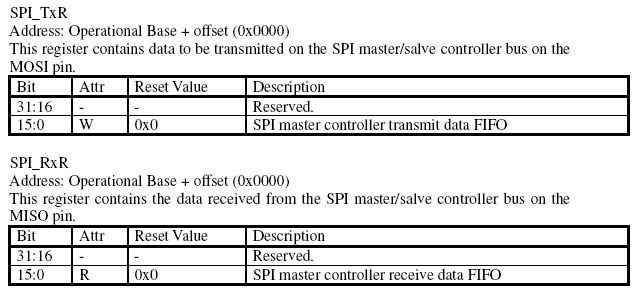 SPI_TxR
Address: Operational Base + offset (0x0000)
This register contains data to be transmitted on the SPI master/salve controller bus on the
MOSI pin.
Bit Attr Reset Value Description
31:16 - - Reserved.
15:0 W 0x0 SPI master controller transmit data FIFO
SPI_RxR
Address: Operational Base + offset (0x0000)
This register contains the data received from the SPI master/salve controller bus on the
MISO pin.
Bit Attr Reset Value Description
31:16 - - Reserved.
15:0 R 0x0 SPI master controller receive data FIFO